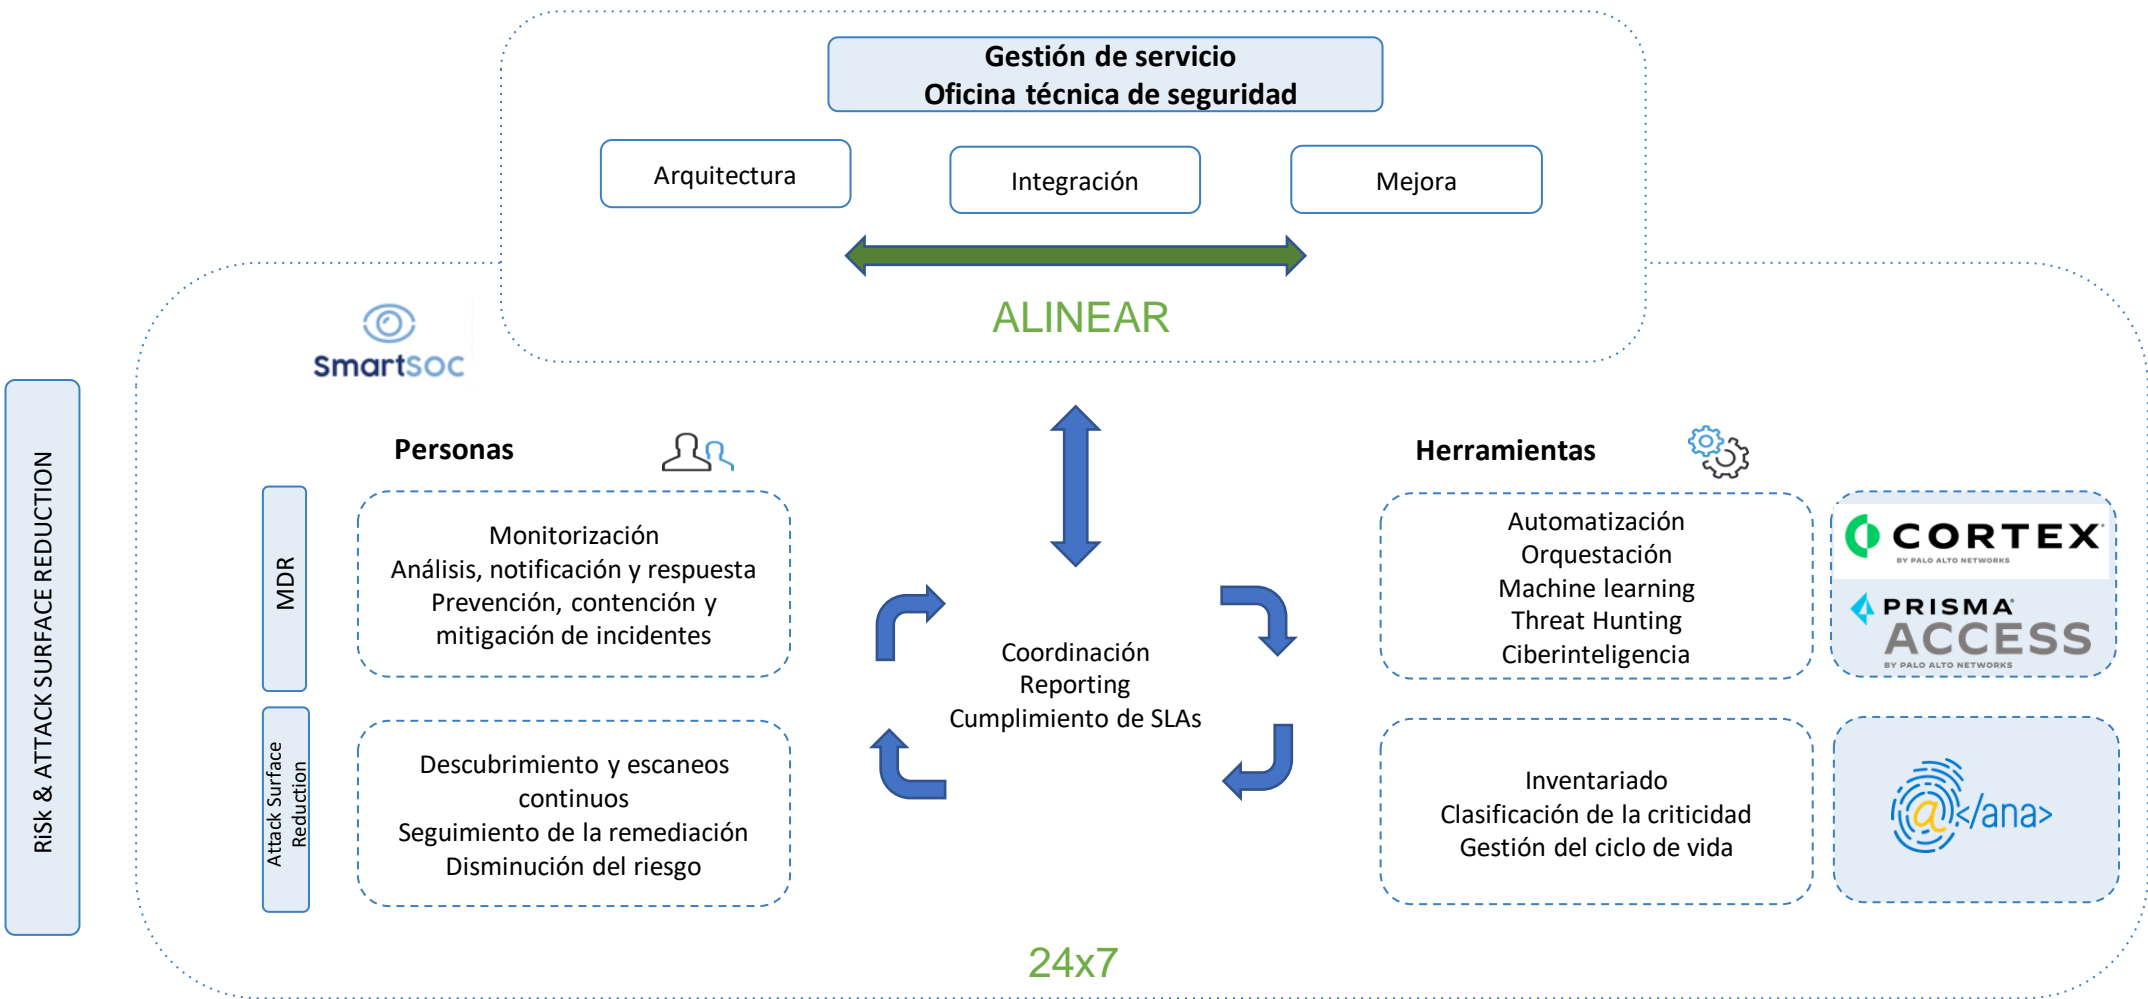 Gestión de servicio
Oficina técnica de seguridad
Arquitectura
Integración
Mejora
ALINEAR
SmartSOC
RiSk & ATTACK SURFACE REDUCTION
Personas
Herramientas
MDR
Monitorización
Análisis, notificación y respuesta
Prevención, contención y
mitigación de incidentes
Automatización
Orquestación
Machine learning
Threat Hunting
Ciberinteligencia
CORTEX
BY PALO ALTO NETWORKS
PRISMA
ACCESS
BY PALO ALTO NETWORKS
Coordinación
Reporting
Cumplimiento de SLAs
Attack Surface
Reduction
Descubrimiento y escaneos
continuos
Seguimiento de la remediación
Disminución del riesgo
Inventariado
Clasificación de la criticidad
Gestión del ciclo de vida
@</ana>
24x7